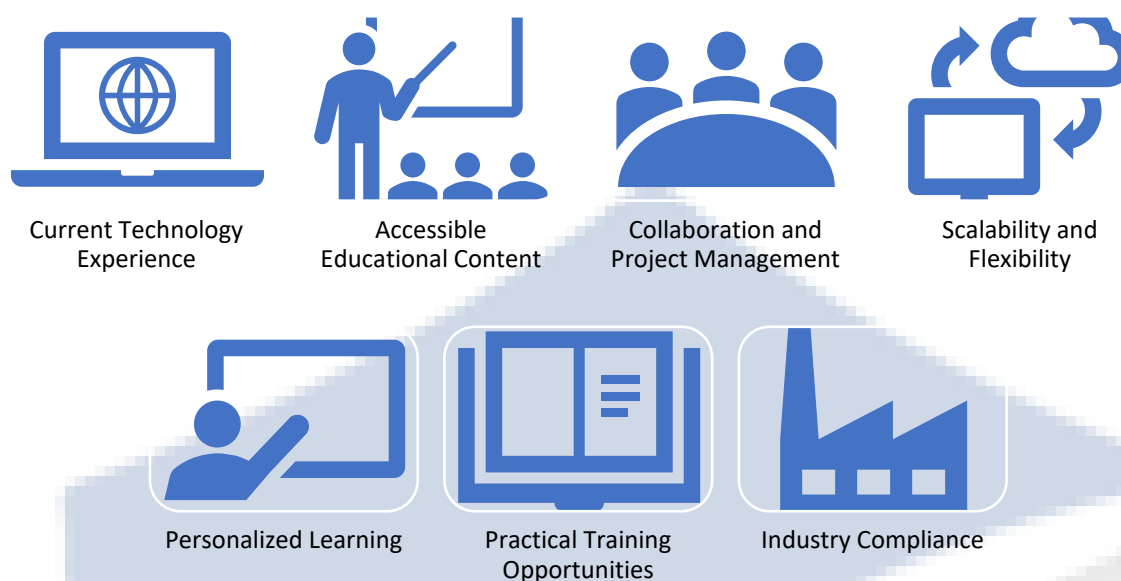 Current Technology
Experience
Accessible
Educational Content
Collaboration and
Project Management
Scalability and
Flexibility
Personalized Learning
Practical Training
Opportunities
Industry Compliance